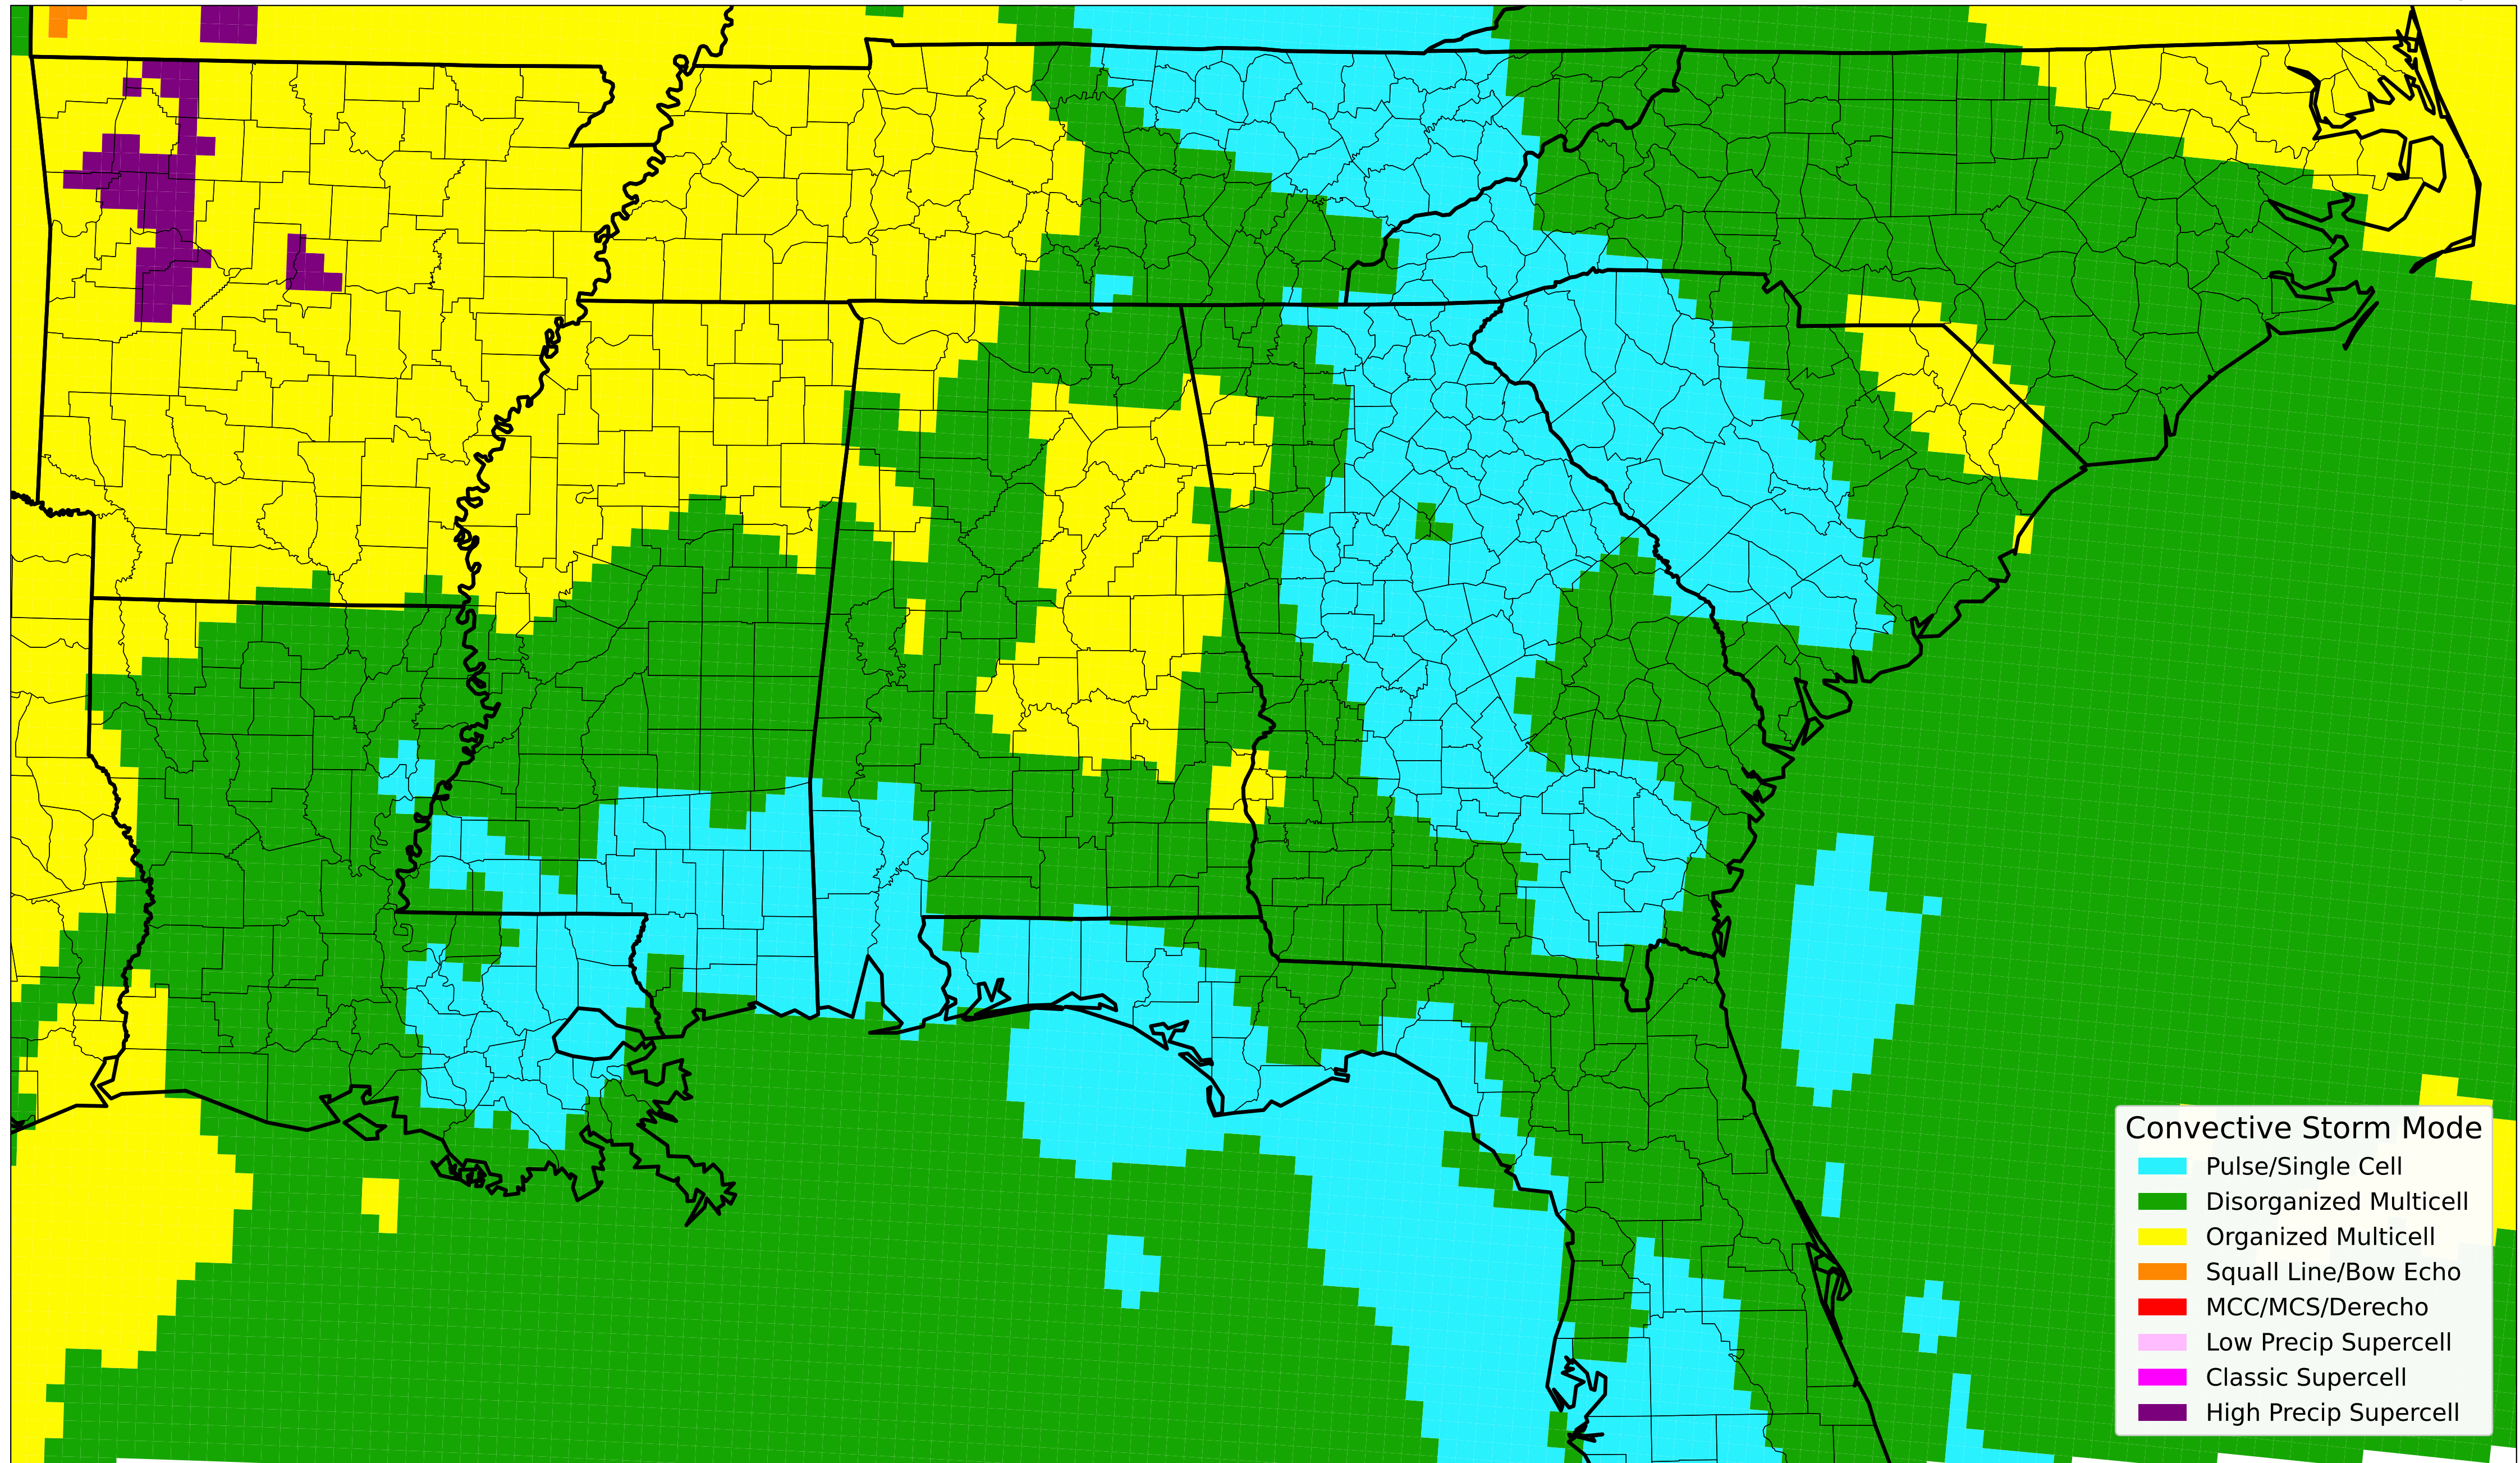 Convective Storm Mode
Pulse/Single Cell
Disorganized Multicell
Organized Multicell
Squall Line/Bow Echo
MCC/MCS/Derecho
Low Precip Supercell
Classic Supercell
High Precip Supercell